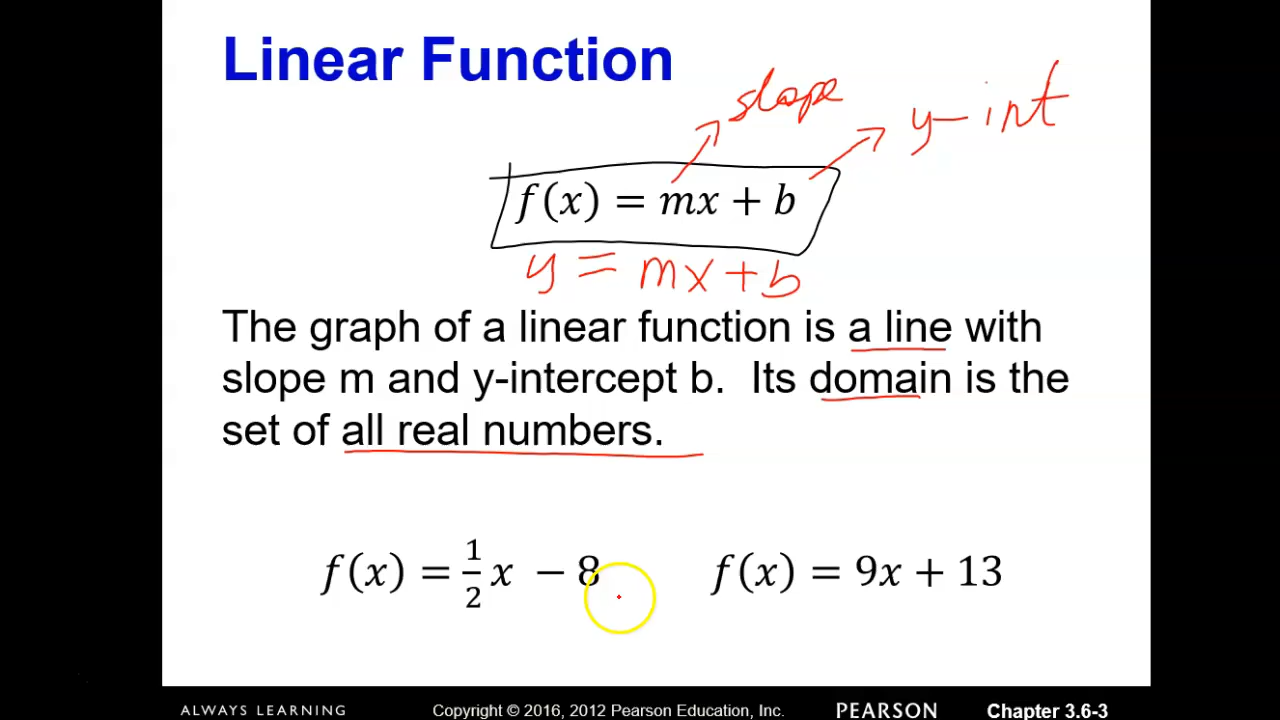 Linear Function
slope
y-int
f(x) = mx + b
y = mx + b
The graph of a linear function is a line with
slope m and y-intercept b. Its domain is the
set of all real numbers.
f(x) = 1/2 x − 8
f(x) = 9x + 13
ALWAYS LEARNING
Copyright © 2016, 2012 Pearson Education, Inc.
PEARSON
Chapter 3.6-3